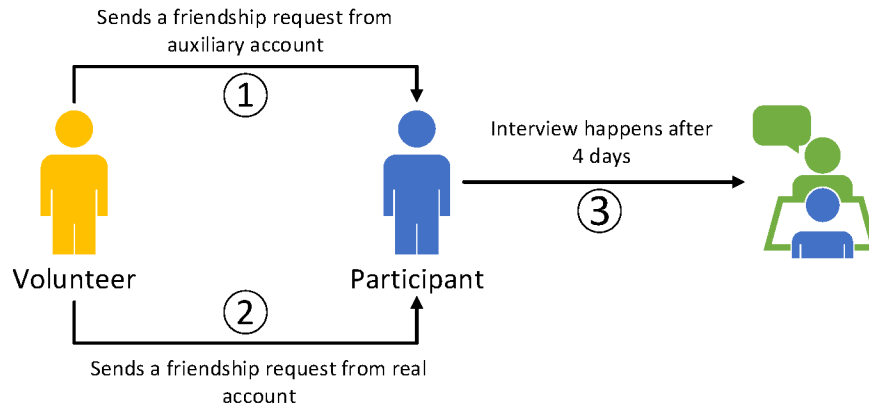 Sends a friendship request from
auxiliary account
1
Interview happens after
4 days
3
Volunteer
Participant
2
Sends a friendship request from real
account